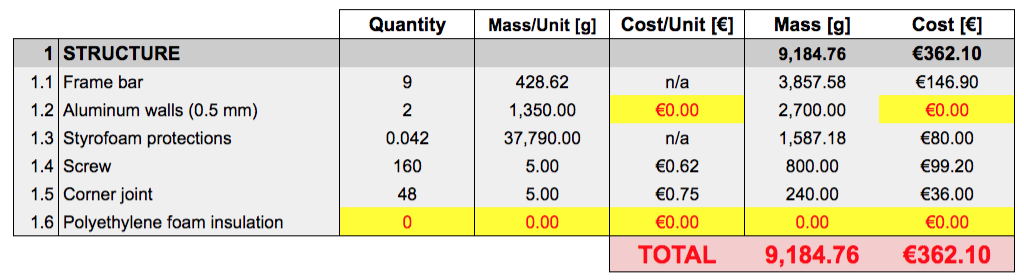 Quantity Mass/Unit [g] Cost/Unit [€] Mass [g] Cost [€]
1 STRUCTURE 9,184.76 €362.10
1.1 Frame bar 9 428.62 n/a 3,857.58 €146.90
1.2 Aluminum walls (0.5 mm) 2 1,350.00 €0.00 2,700.00 €0.00
1.3 Styrofoam protections 0.042 37,790.00 n/a 1,587.18 €80.00
1.4 Screw 160 5.00 €0.62 800.00 €99.20
1.5 Corner joint 48 5.00 €0.75 240.00 €36.00
1.6 Polyethylene foam insulation 0 0.00 €0.00 0.00 €0.00
TOTAL 9,184.76 €362.10